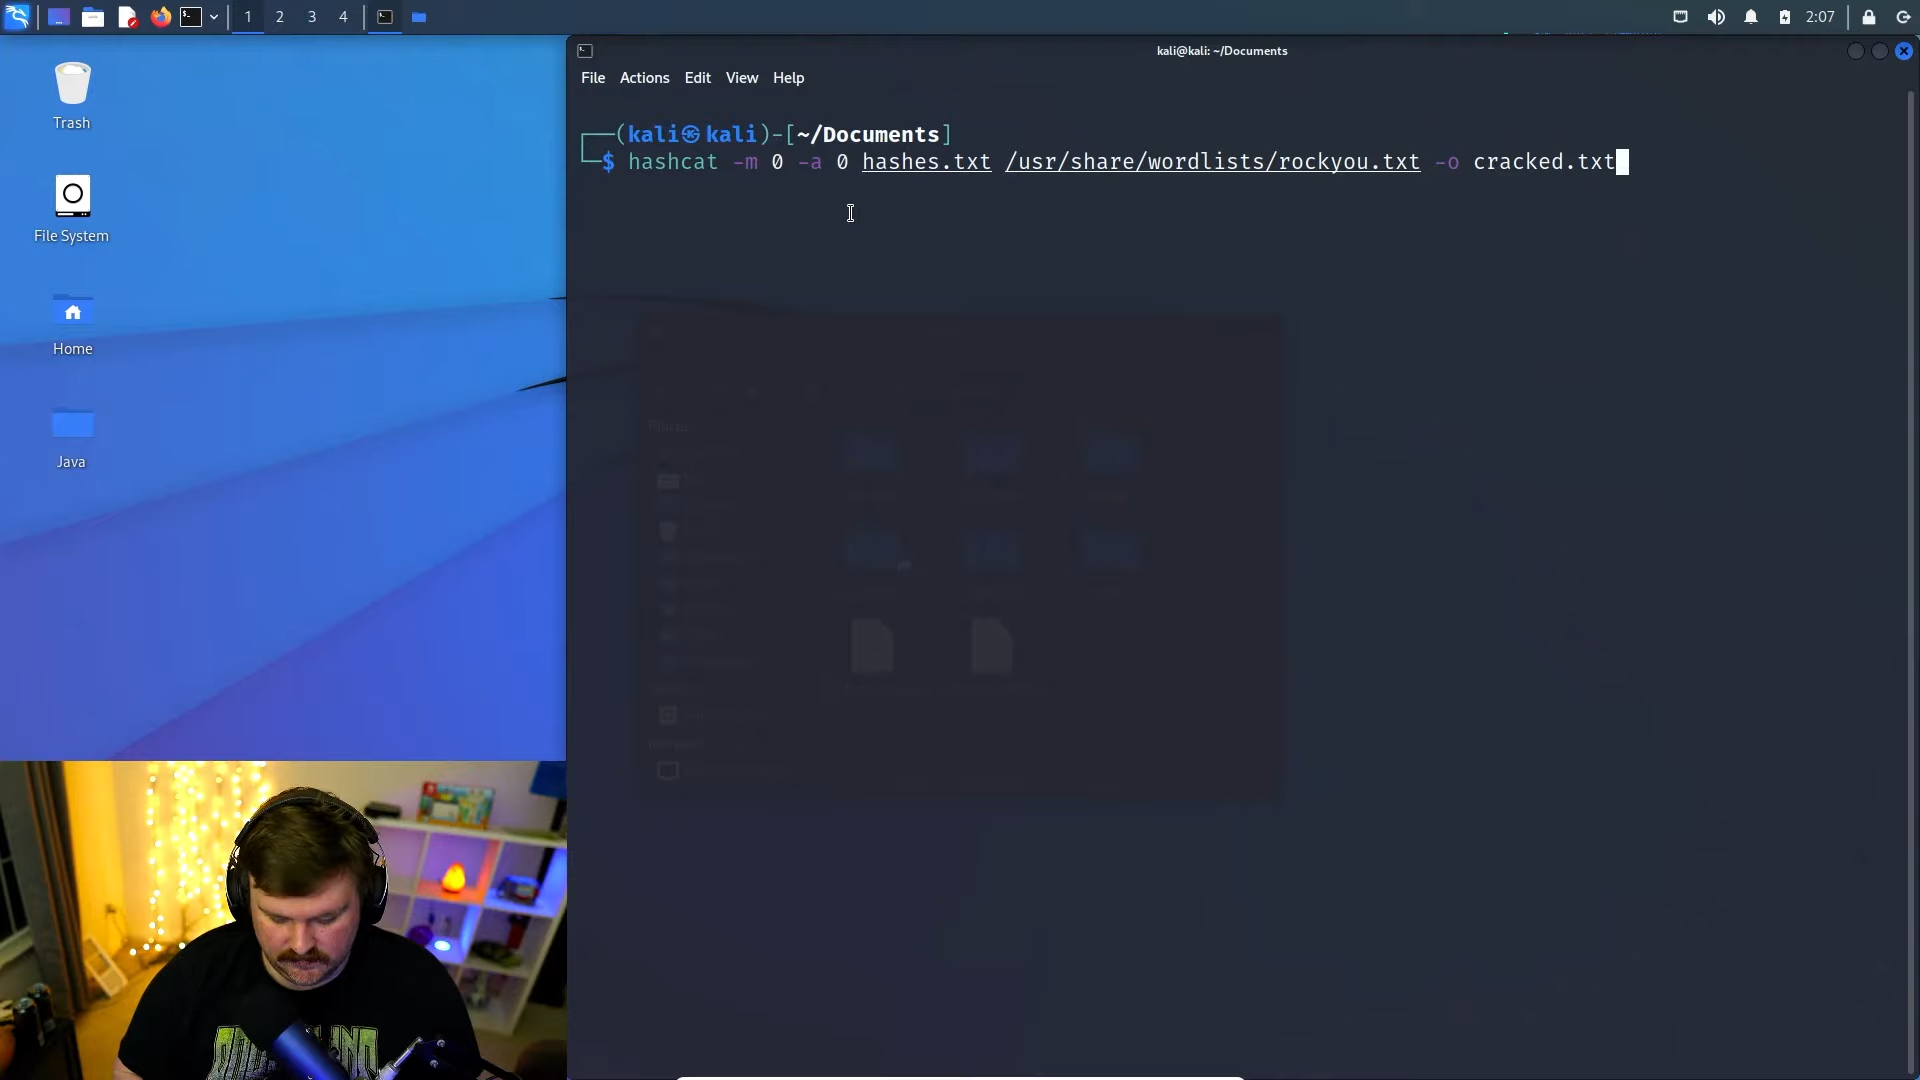 1 2 3 4
2:07
kali@kali: ~/Documents
File Actions Edit View Help
Trash
File System
Home
Java
┌──(kali㉿kali)-[~/Documents]
└─$ hashcat -m 0 -a 0 hashes.txt /usr/share/wordlists/rockyou.txt -o cracked.txt